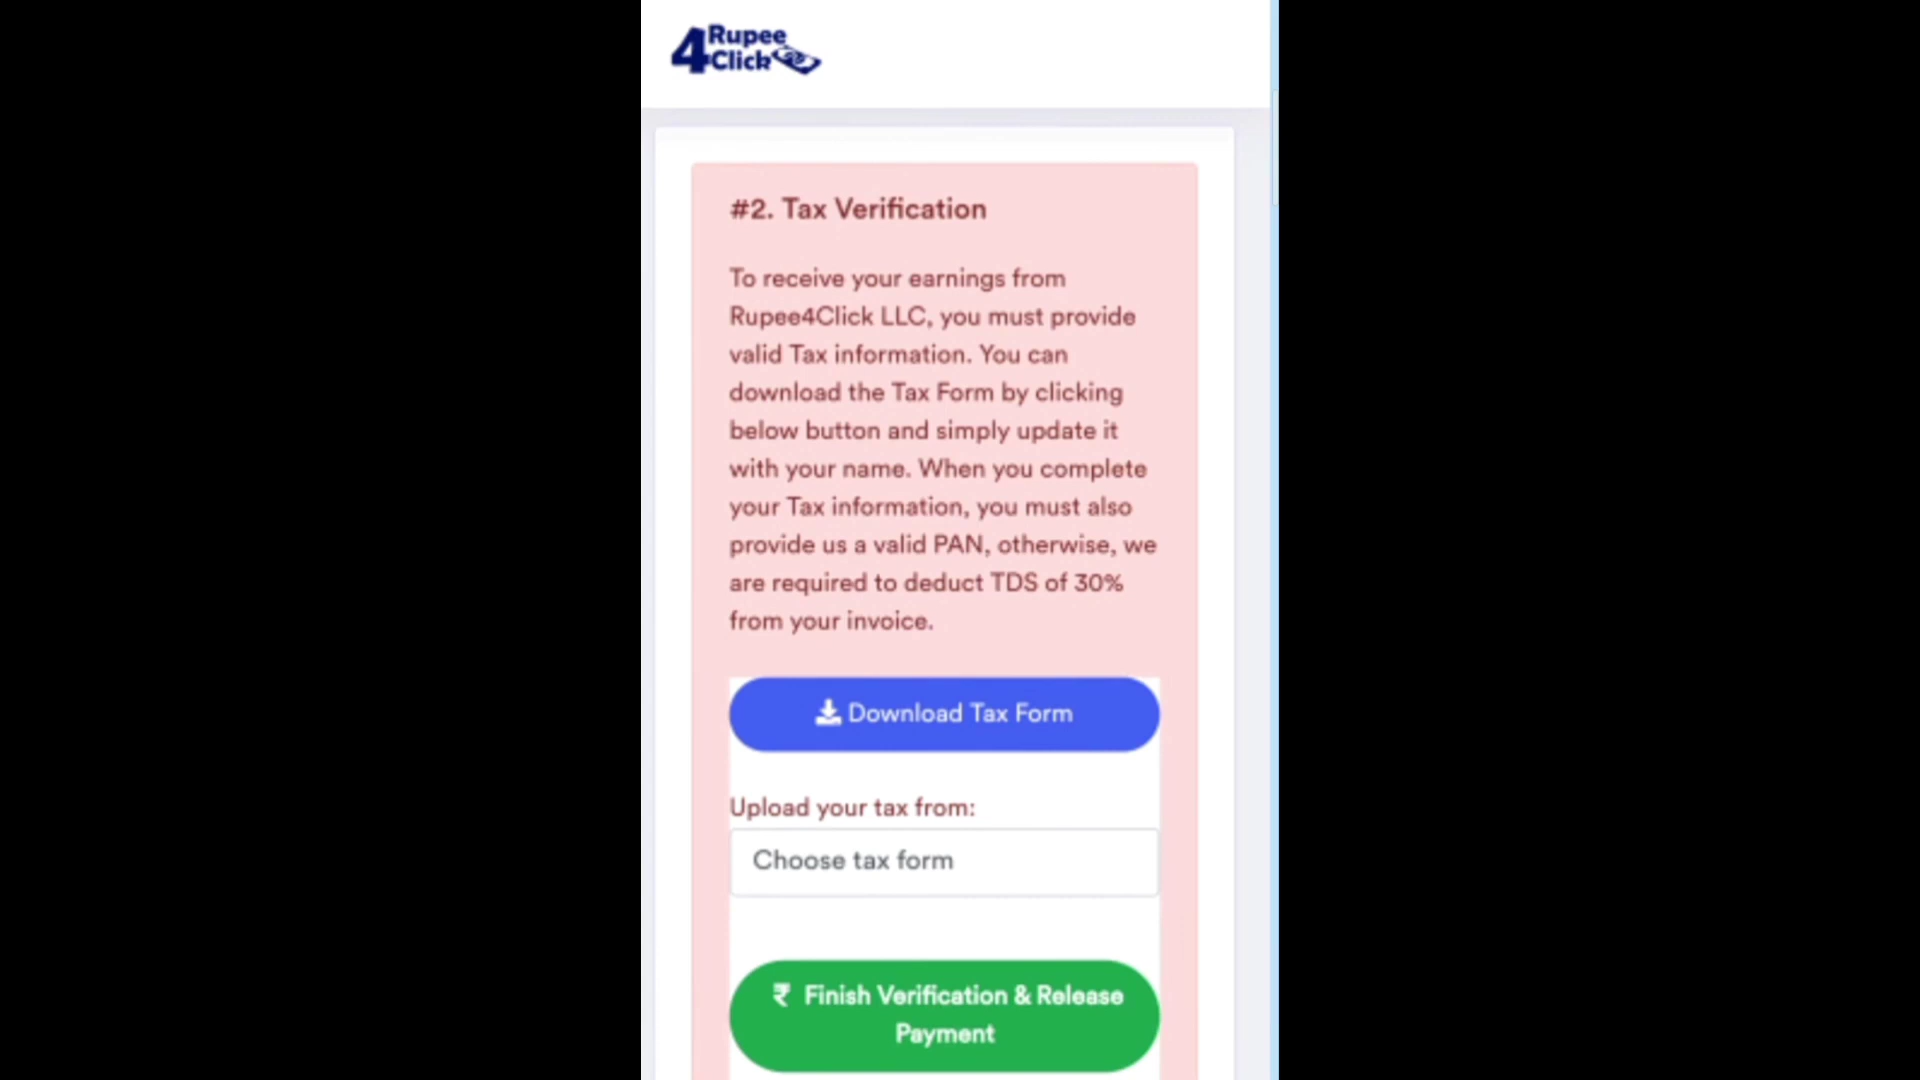 4 Rupee
Click
#2. Tax Verification
To receive your earnings from
Rupee4Click LLC, you must provide
valid Tax information. You can
download the Tax Form by clicking
below button and simply update it
with your name. When you complete
your Tax information, you must also
provide us a valid PAN, otherwise, we
are required to deduct TDS of 30%
from your invoice.
Download Tax Form
Upload your tax from:
Choose tax form
₹ Finish Verification & Release
Payment